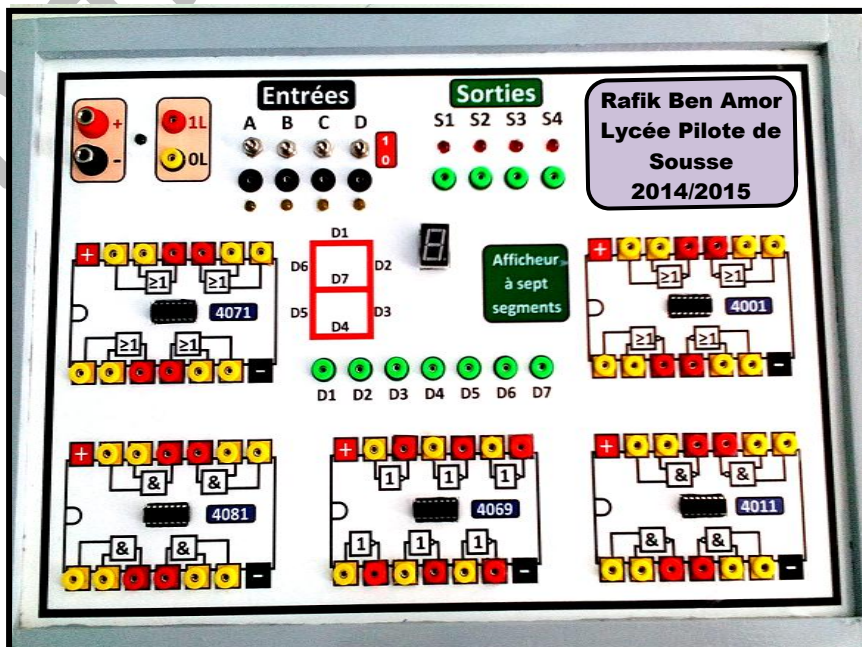 Entrées
Sorties
Rafik Ben Amor
Lycée Pilote de
Sousse
2014/2015
+ 1L
- 0L
A B C D
1
0
S1 S2 S3 S4
D1
D6 D2
D7
D5 D3
D4
Afficheur
à sept
segments
+
≥1 ≥1
4071
≥1 ≥1
-
+
≥1 ≥1
4001
≥1 ≥1
-
D1 D2 D3 D4 D5 D6 D7
+
& &
4081
& &
-
+
1 1 1
4069
1 1 1
-
+
& &
4011
& &
-